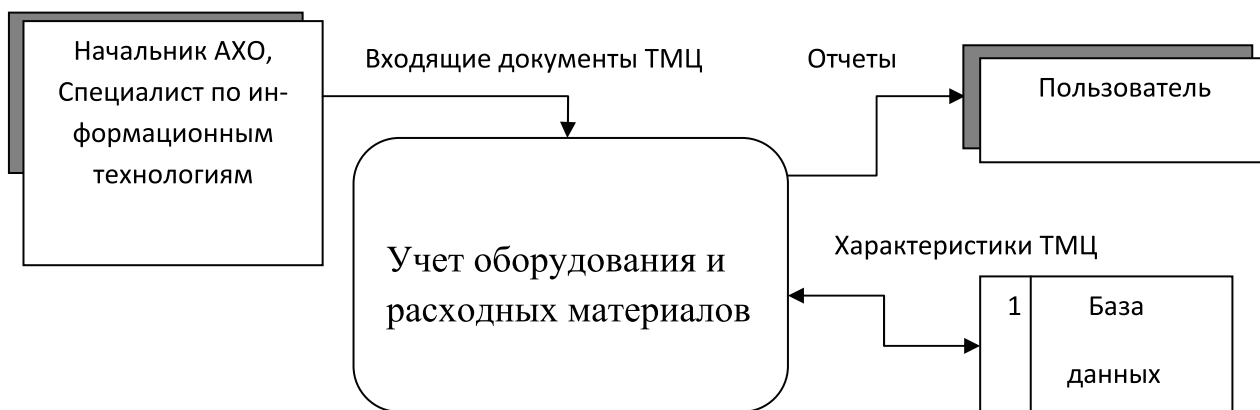 Начальник АХО,
Специалист по ин-
формационным
технологиям
Входящие документы ТМЦ
Отчеты
Пользователь
Учет оборудования и
расходных материалов
Характеристики ТМЦ
1 База
данных